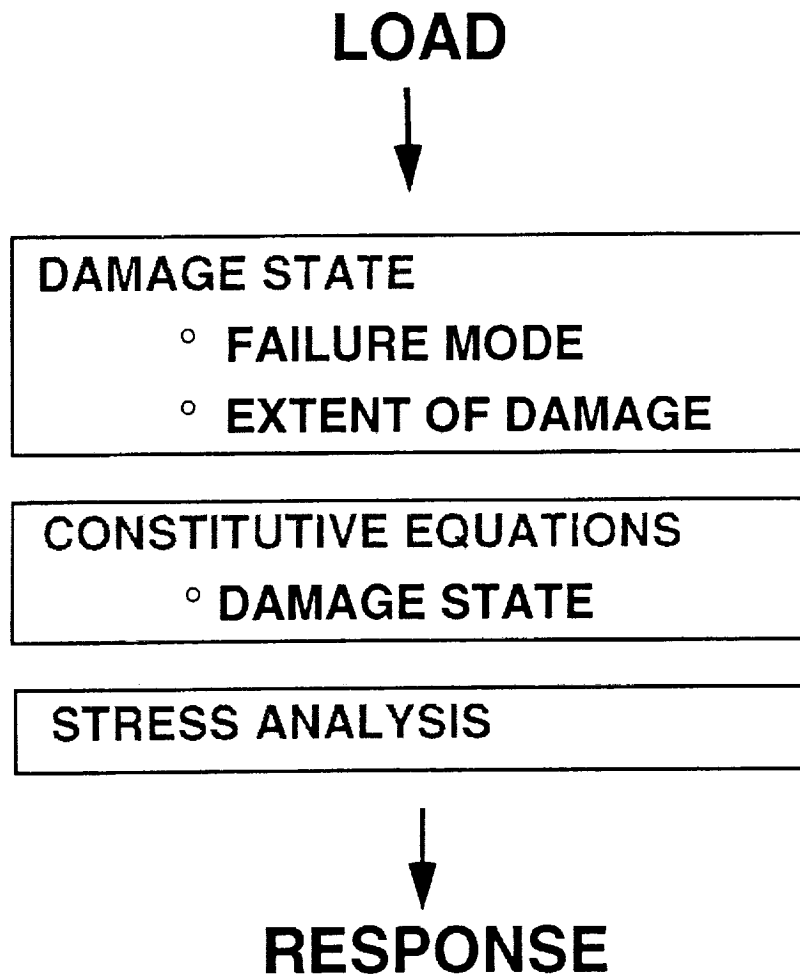 LOAD
DAMAGE STATE
° FAILURE MODE
° EXTENT OF DAMAGE
CONSTITUTIVE EQUATIONS
° DAMAGE STATE
STRESS ANALYSIS
RESPONSE